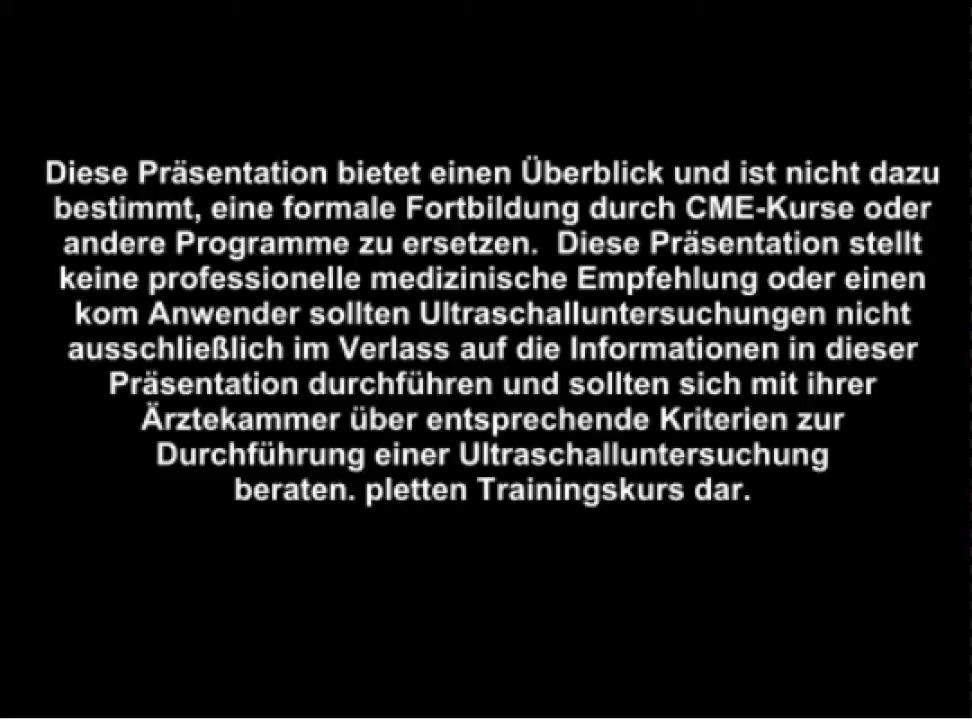 Diese Präsentation bietet einen Überblick und ist nicht dazu
bestimmt, eine formale Fortbildung durch CME-Kurse oder
andere Programme zu ersetzen.  Diese Präsentation stellt
keine professionelle medizinische Empfehlung oder einen
kom Anwender sollten Ultraschalluntersuchungen nicht
ausschließlich im Verlass auf die Informationen in dieser
Präsentation durchführen und sollten sich mit ihrer
Ärztekammer über entsprechende Kriterien zur
Durchführung einer Ultraschalluntersuchung
beraten. pletten Trainingskurs dar.